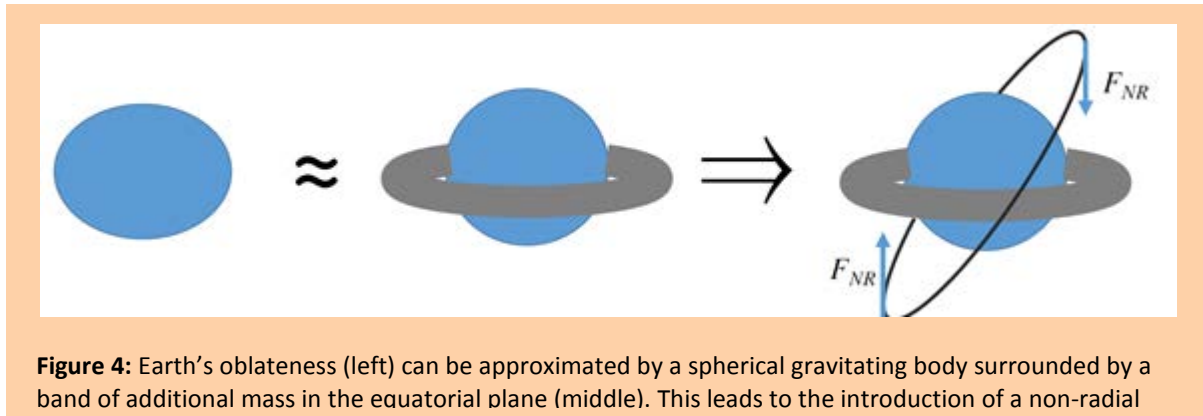 F_NR
F_NR
Figure 4: Earth's oblateness (left) can be approximated by a spherical gravitating body surrounded by a
band of additional mass in the equatorial plane (middle). This leads to the introduction of a non-radial